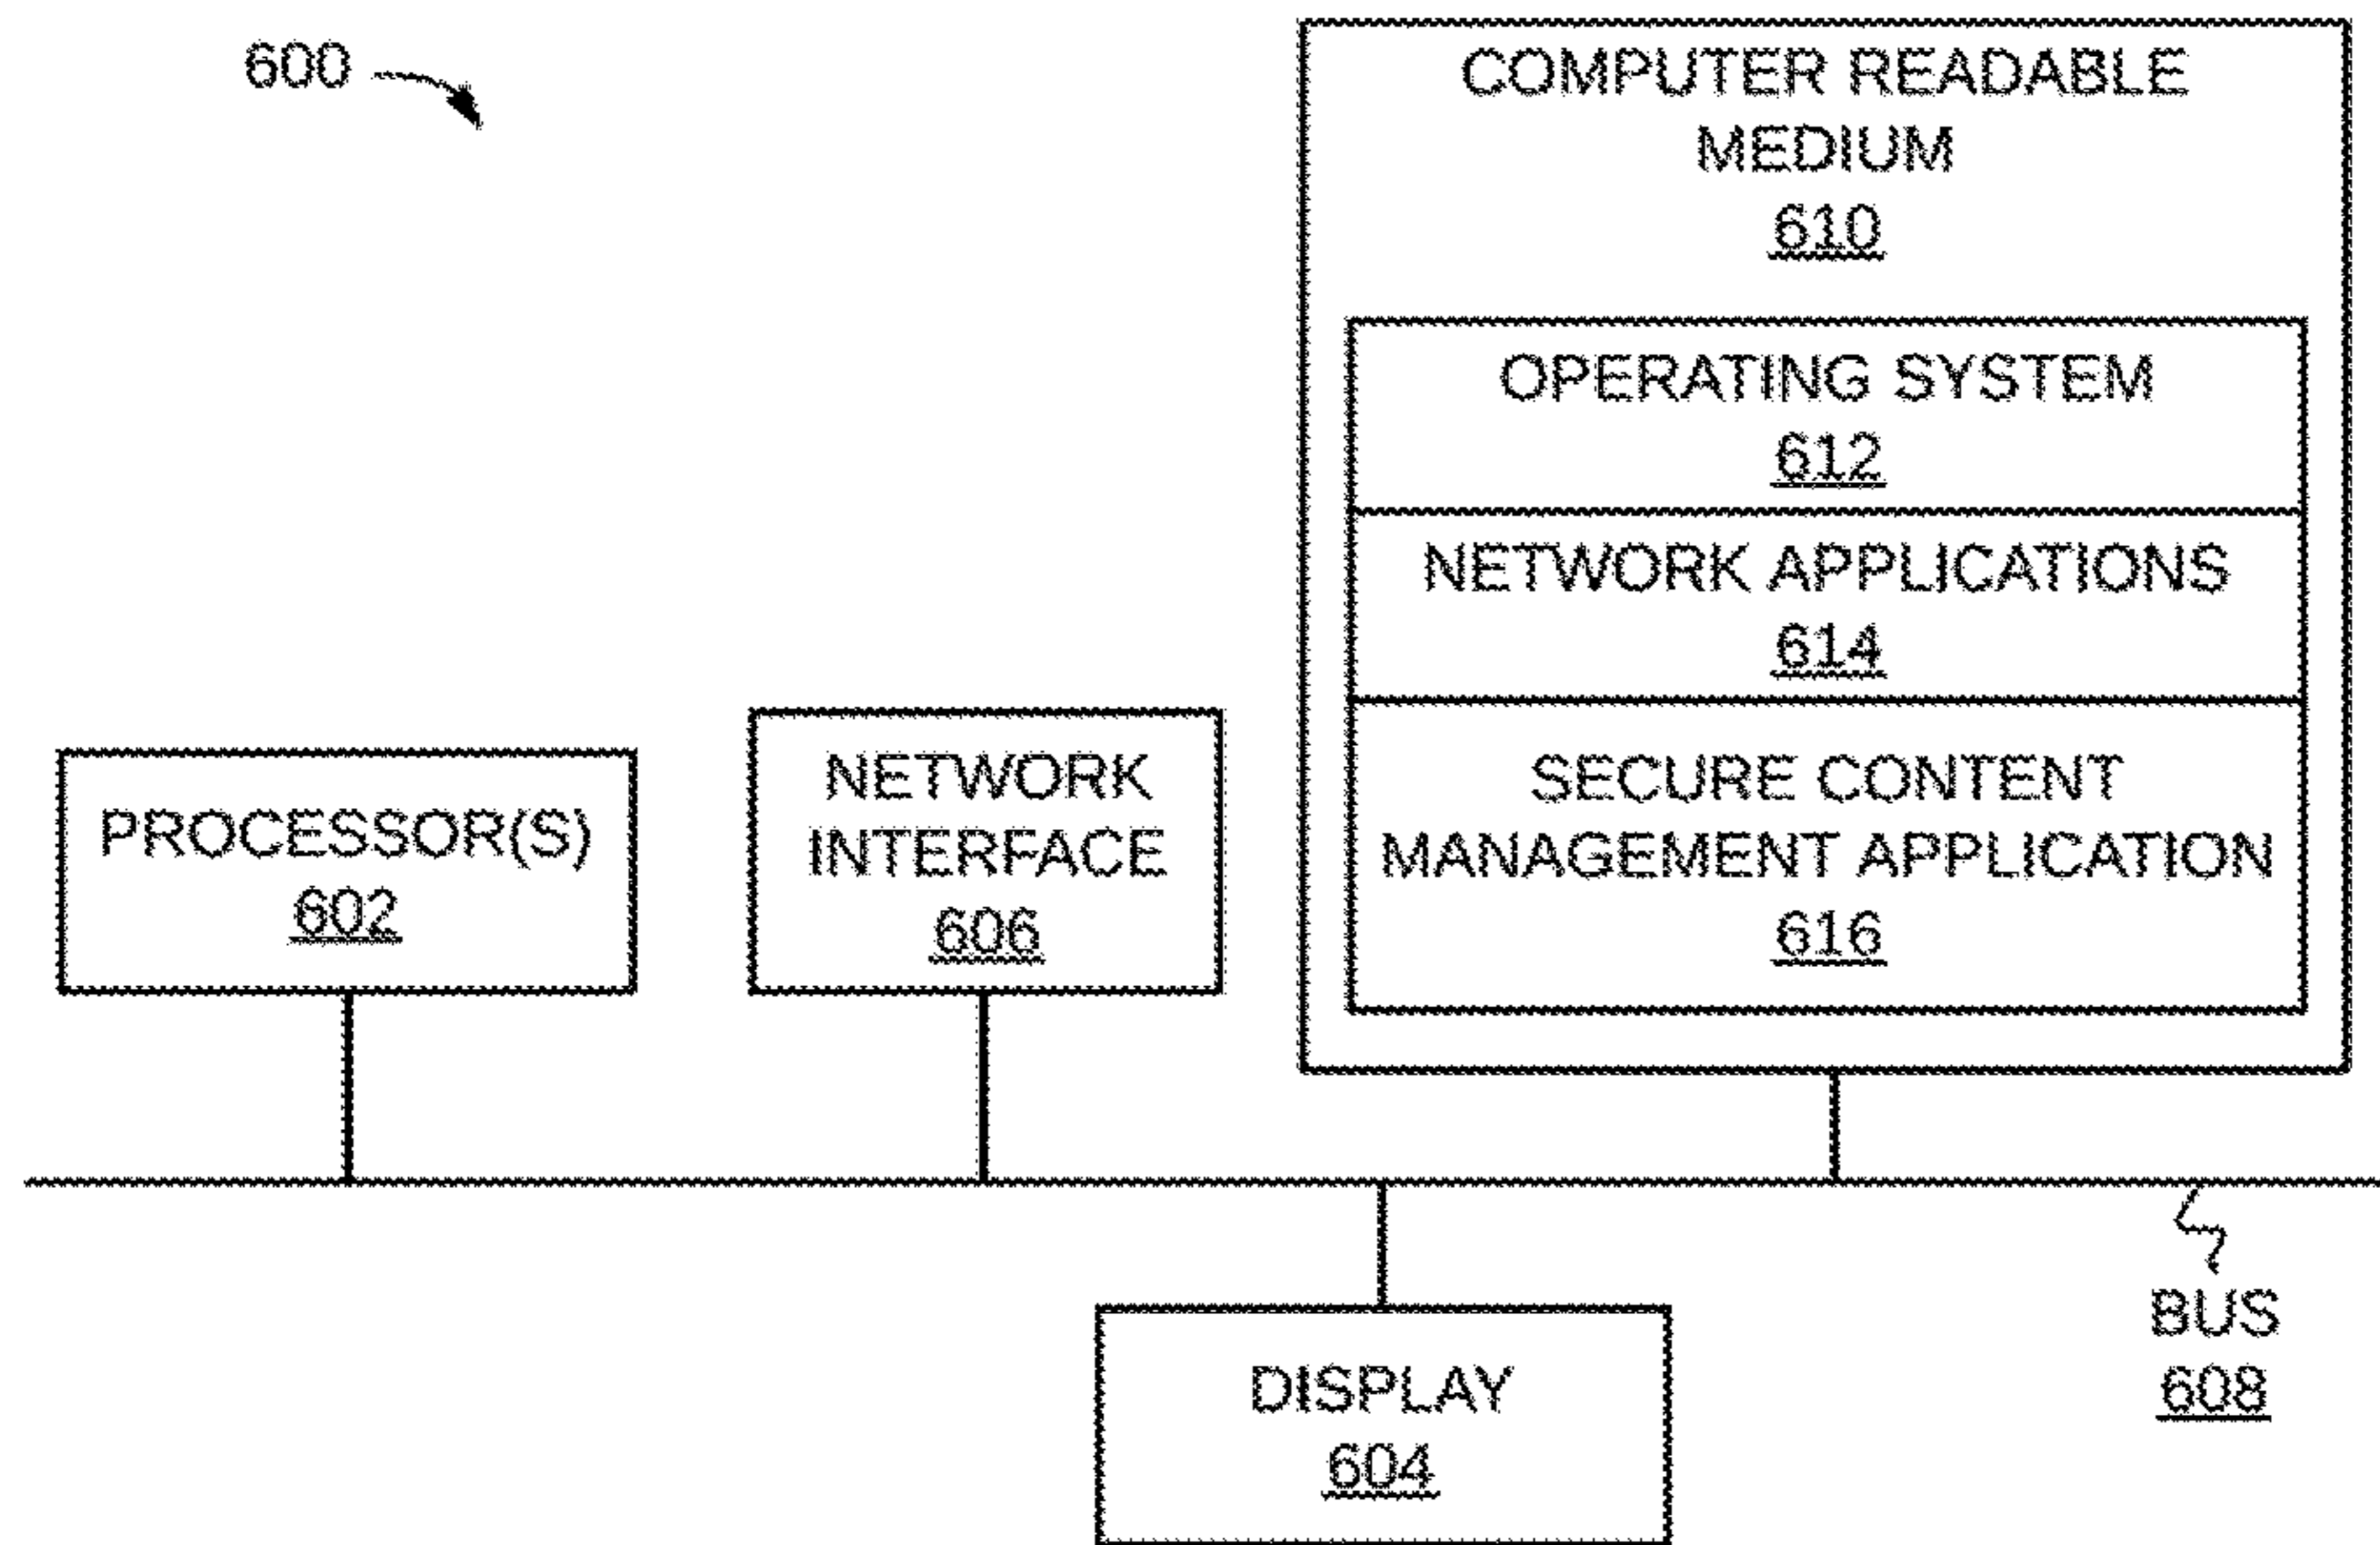 600
COMPUTER READABLE
MEDIUM
610
OPERATING SYSTEM
612
NETWORK APPLICATIONS
614
SECURE CONTENT
MANAGEMENT APPLICATION
616
PROCESSOR(S)
602
NETWORK
INTERFACE
606
DISPLAY
604
BUS
608